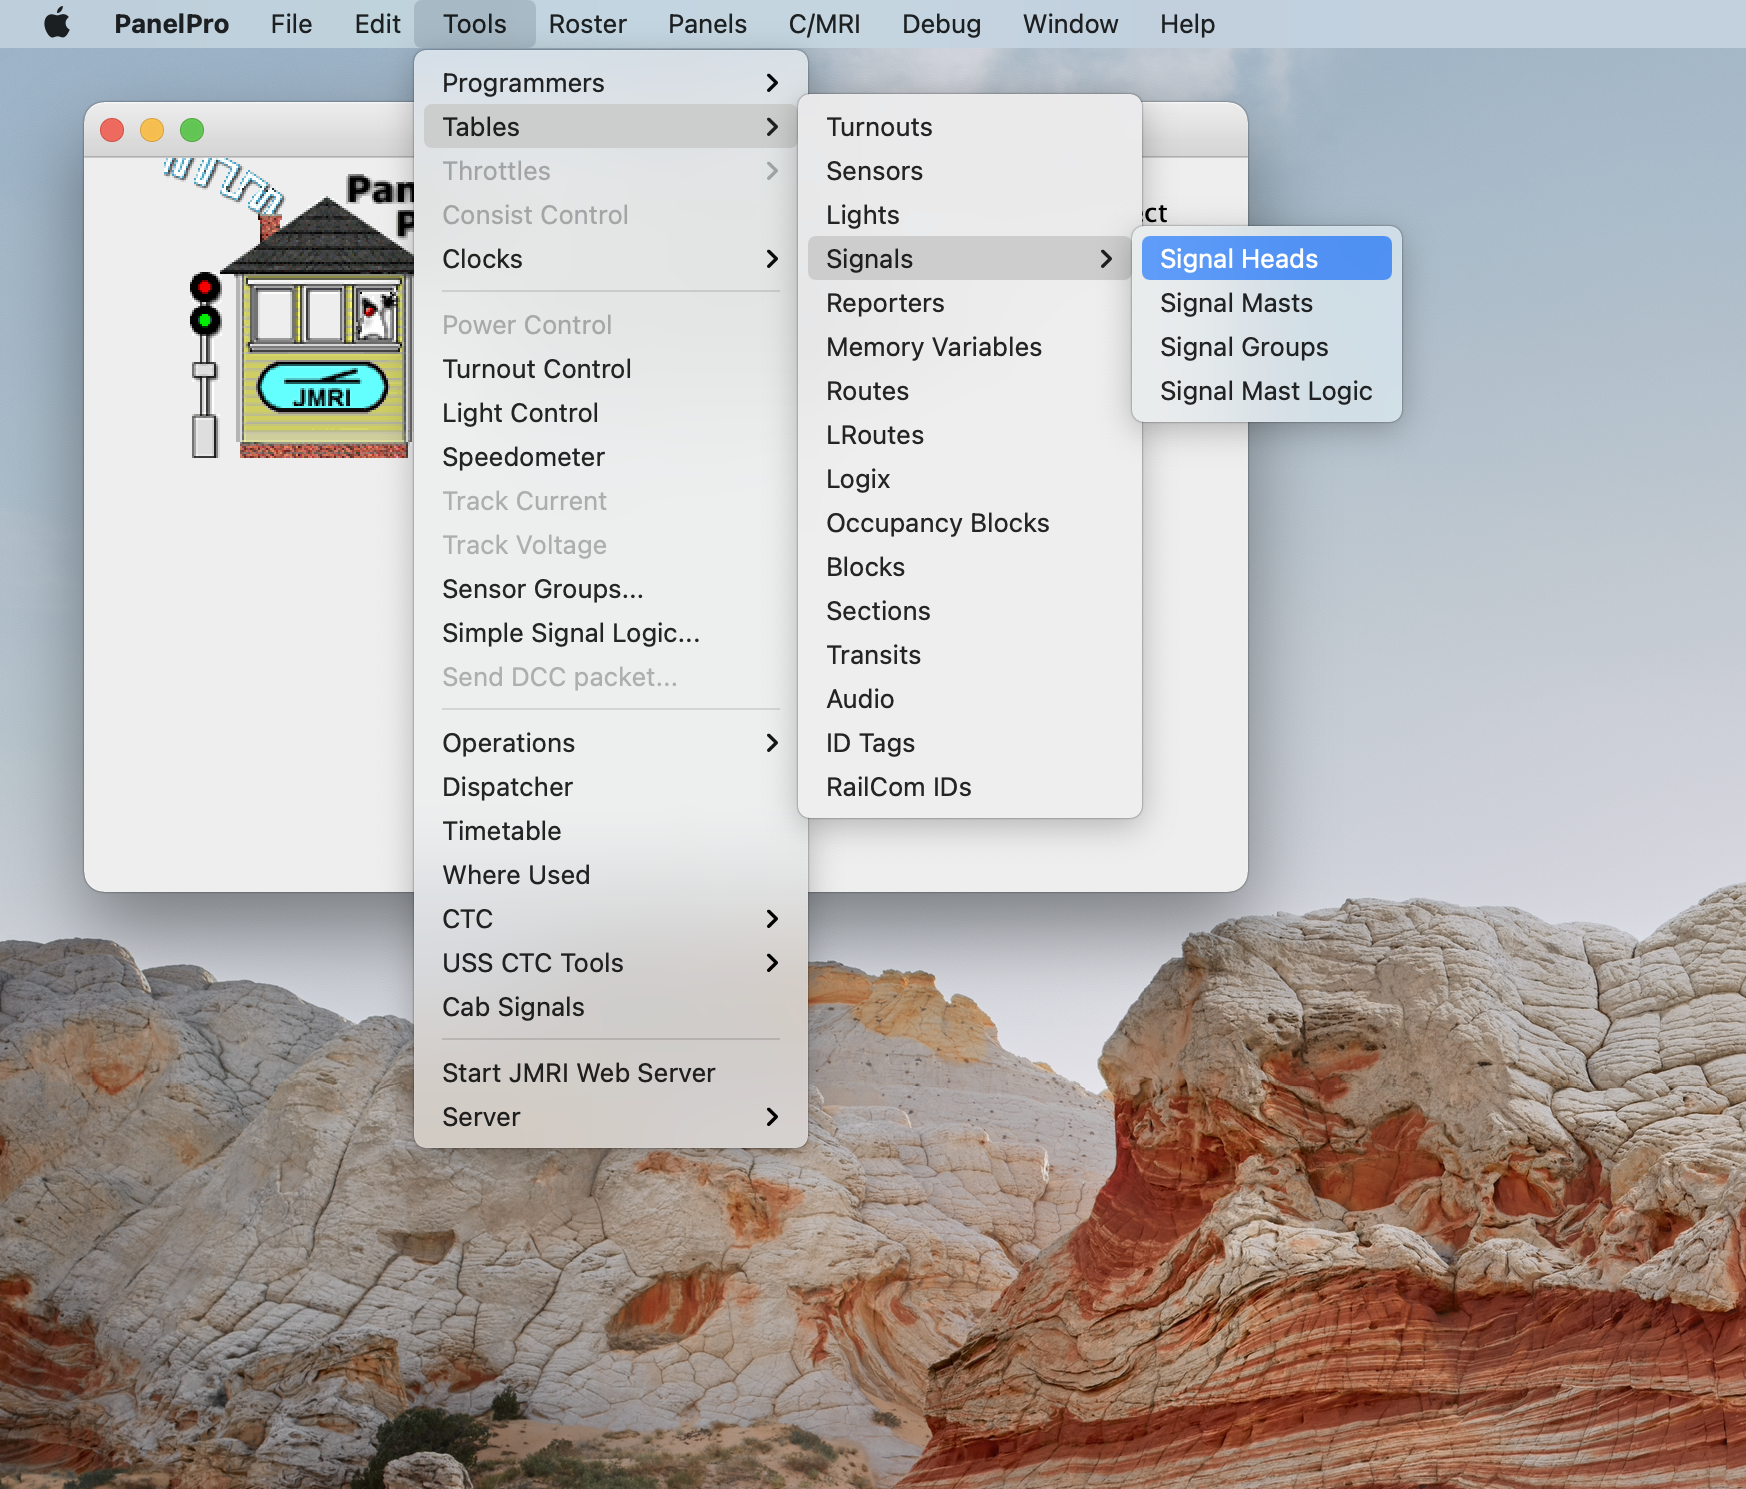 PanelPro File Edit Tools Roster Panels C/MRI Debug Window Help
Pan
P
JMRI
ect
Programmers
Tables
Throttles
Consist Control
Clocks
Power Control
Turnout Control
Light Control
Speedometer
Track Current
Track Voltage
Sensor Groups...
Simple Signal Logic...
Send DCC packet...
Operations
Dispatcher
Timetable
Where Used
CTC
USS CTC Tools
Cab Signals
Start JMRI Web Server
Server
Turnouts
Sensors
Lights
Signals
Reporters
Memory Variables
Routes
LRoutes
Logix
Occupancy Blocks
Blocks
Sections
Transits
Audio
ID Tags
RailCom IDs
Signal Heads
Signal Masts
Signal Groups
Signal Mast Logic